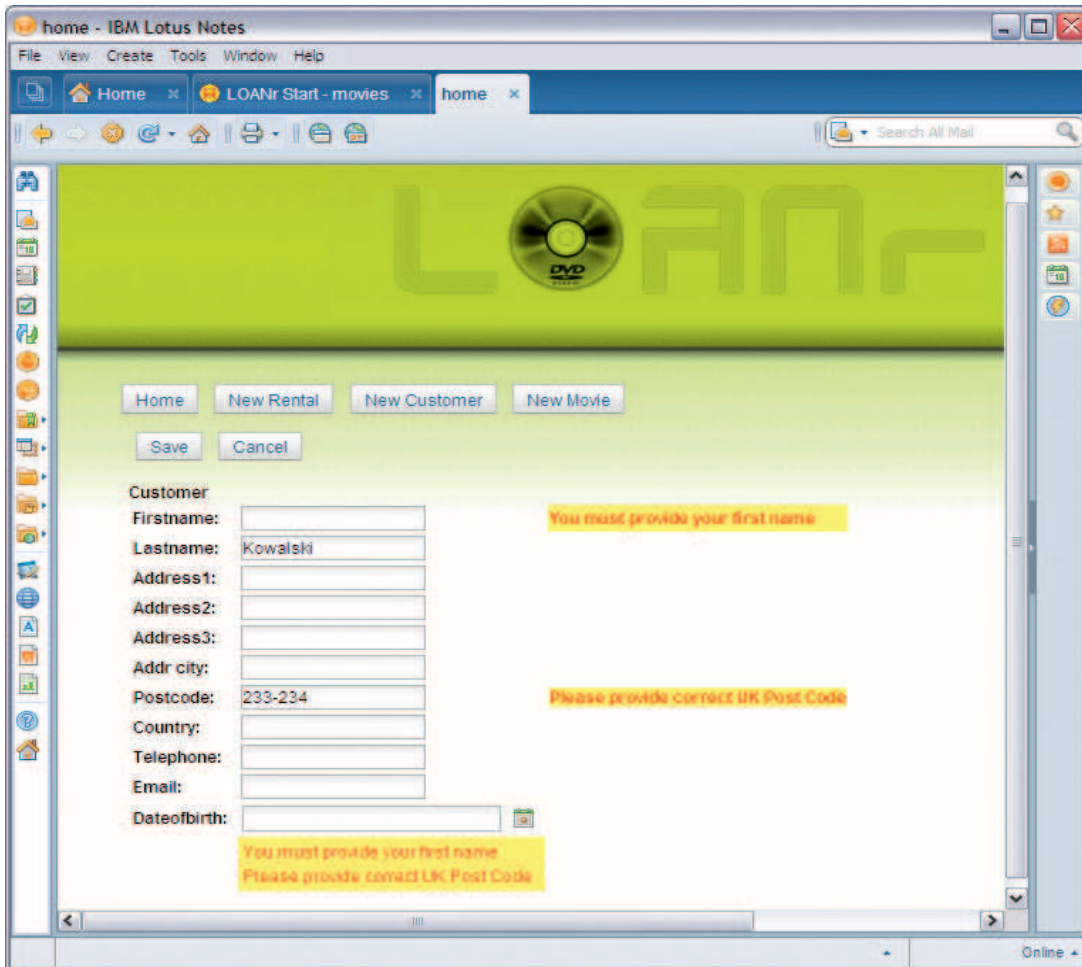 home - IBM Lotus Notes
File View Create Tools Window Help
Home LOANr Start - movies home
Search All Mail
LOANr
DVD
VIDEO
Home New Rental New Customer New Movie
Save Cancel
Customer
Firstname: You must provide your first name
Lastname: Kowalski
Address1:
Address2:
Address3:
Addr city:
Postcode: 233-234 Please provide correct UK Post Code
Country:
Telephone:
Email:
Dateofbirth:
You must provide your first name
Please provide correct UK Post Code
Online